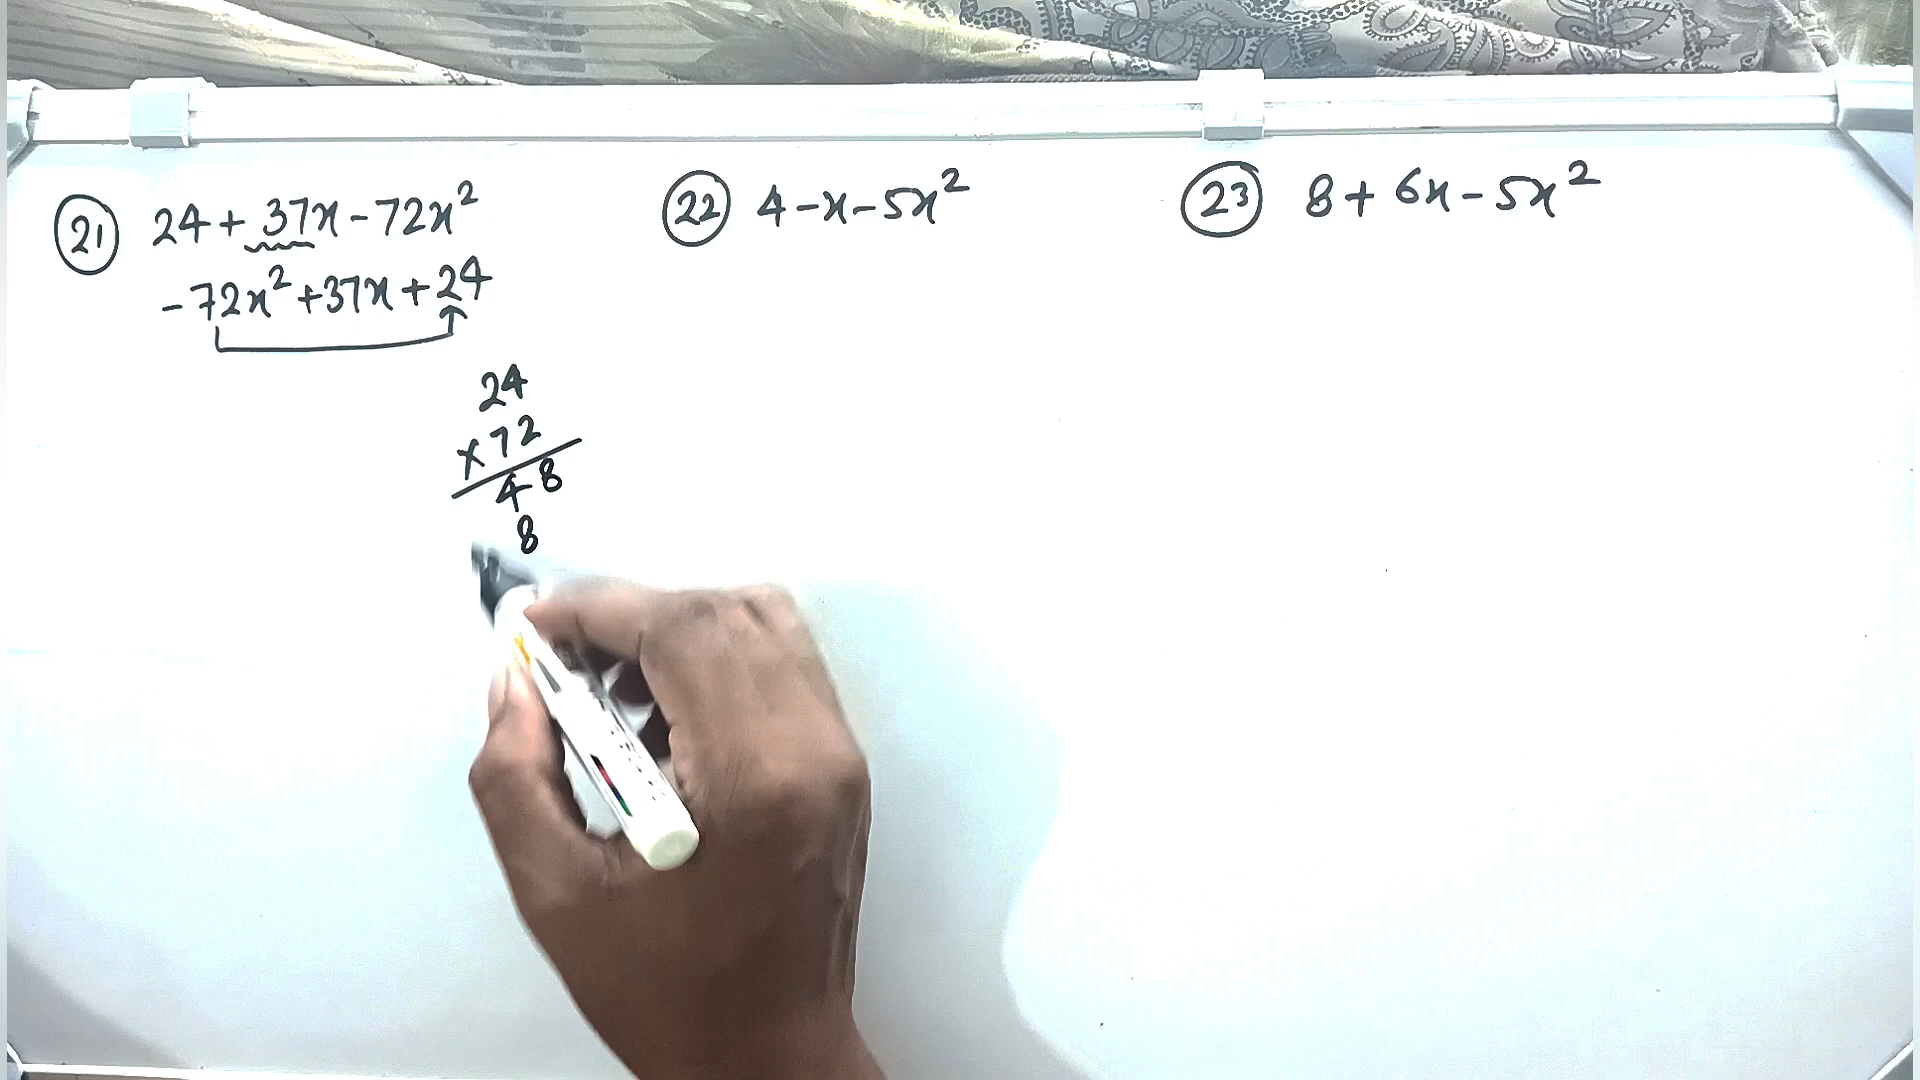 21 24 + 37x - 72x²
-72x² + 37x + 24
24
x 72
48
8
22 4 - x - 5x²
23 8 + 6x - 5x²